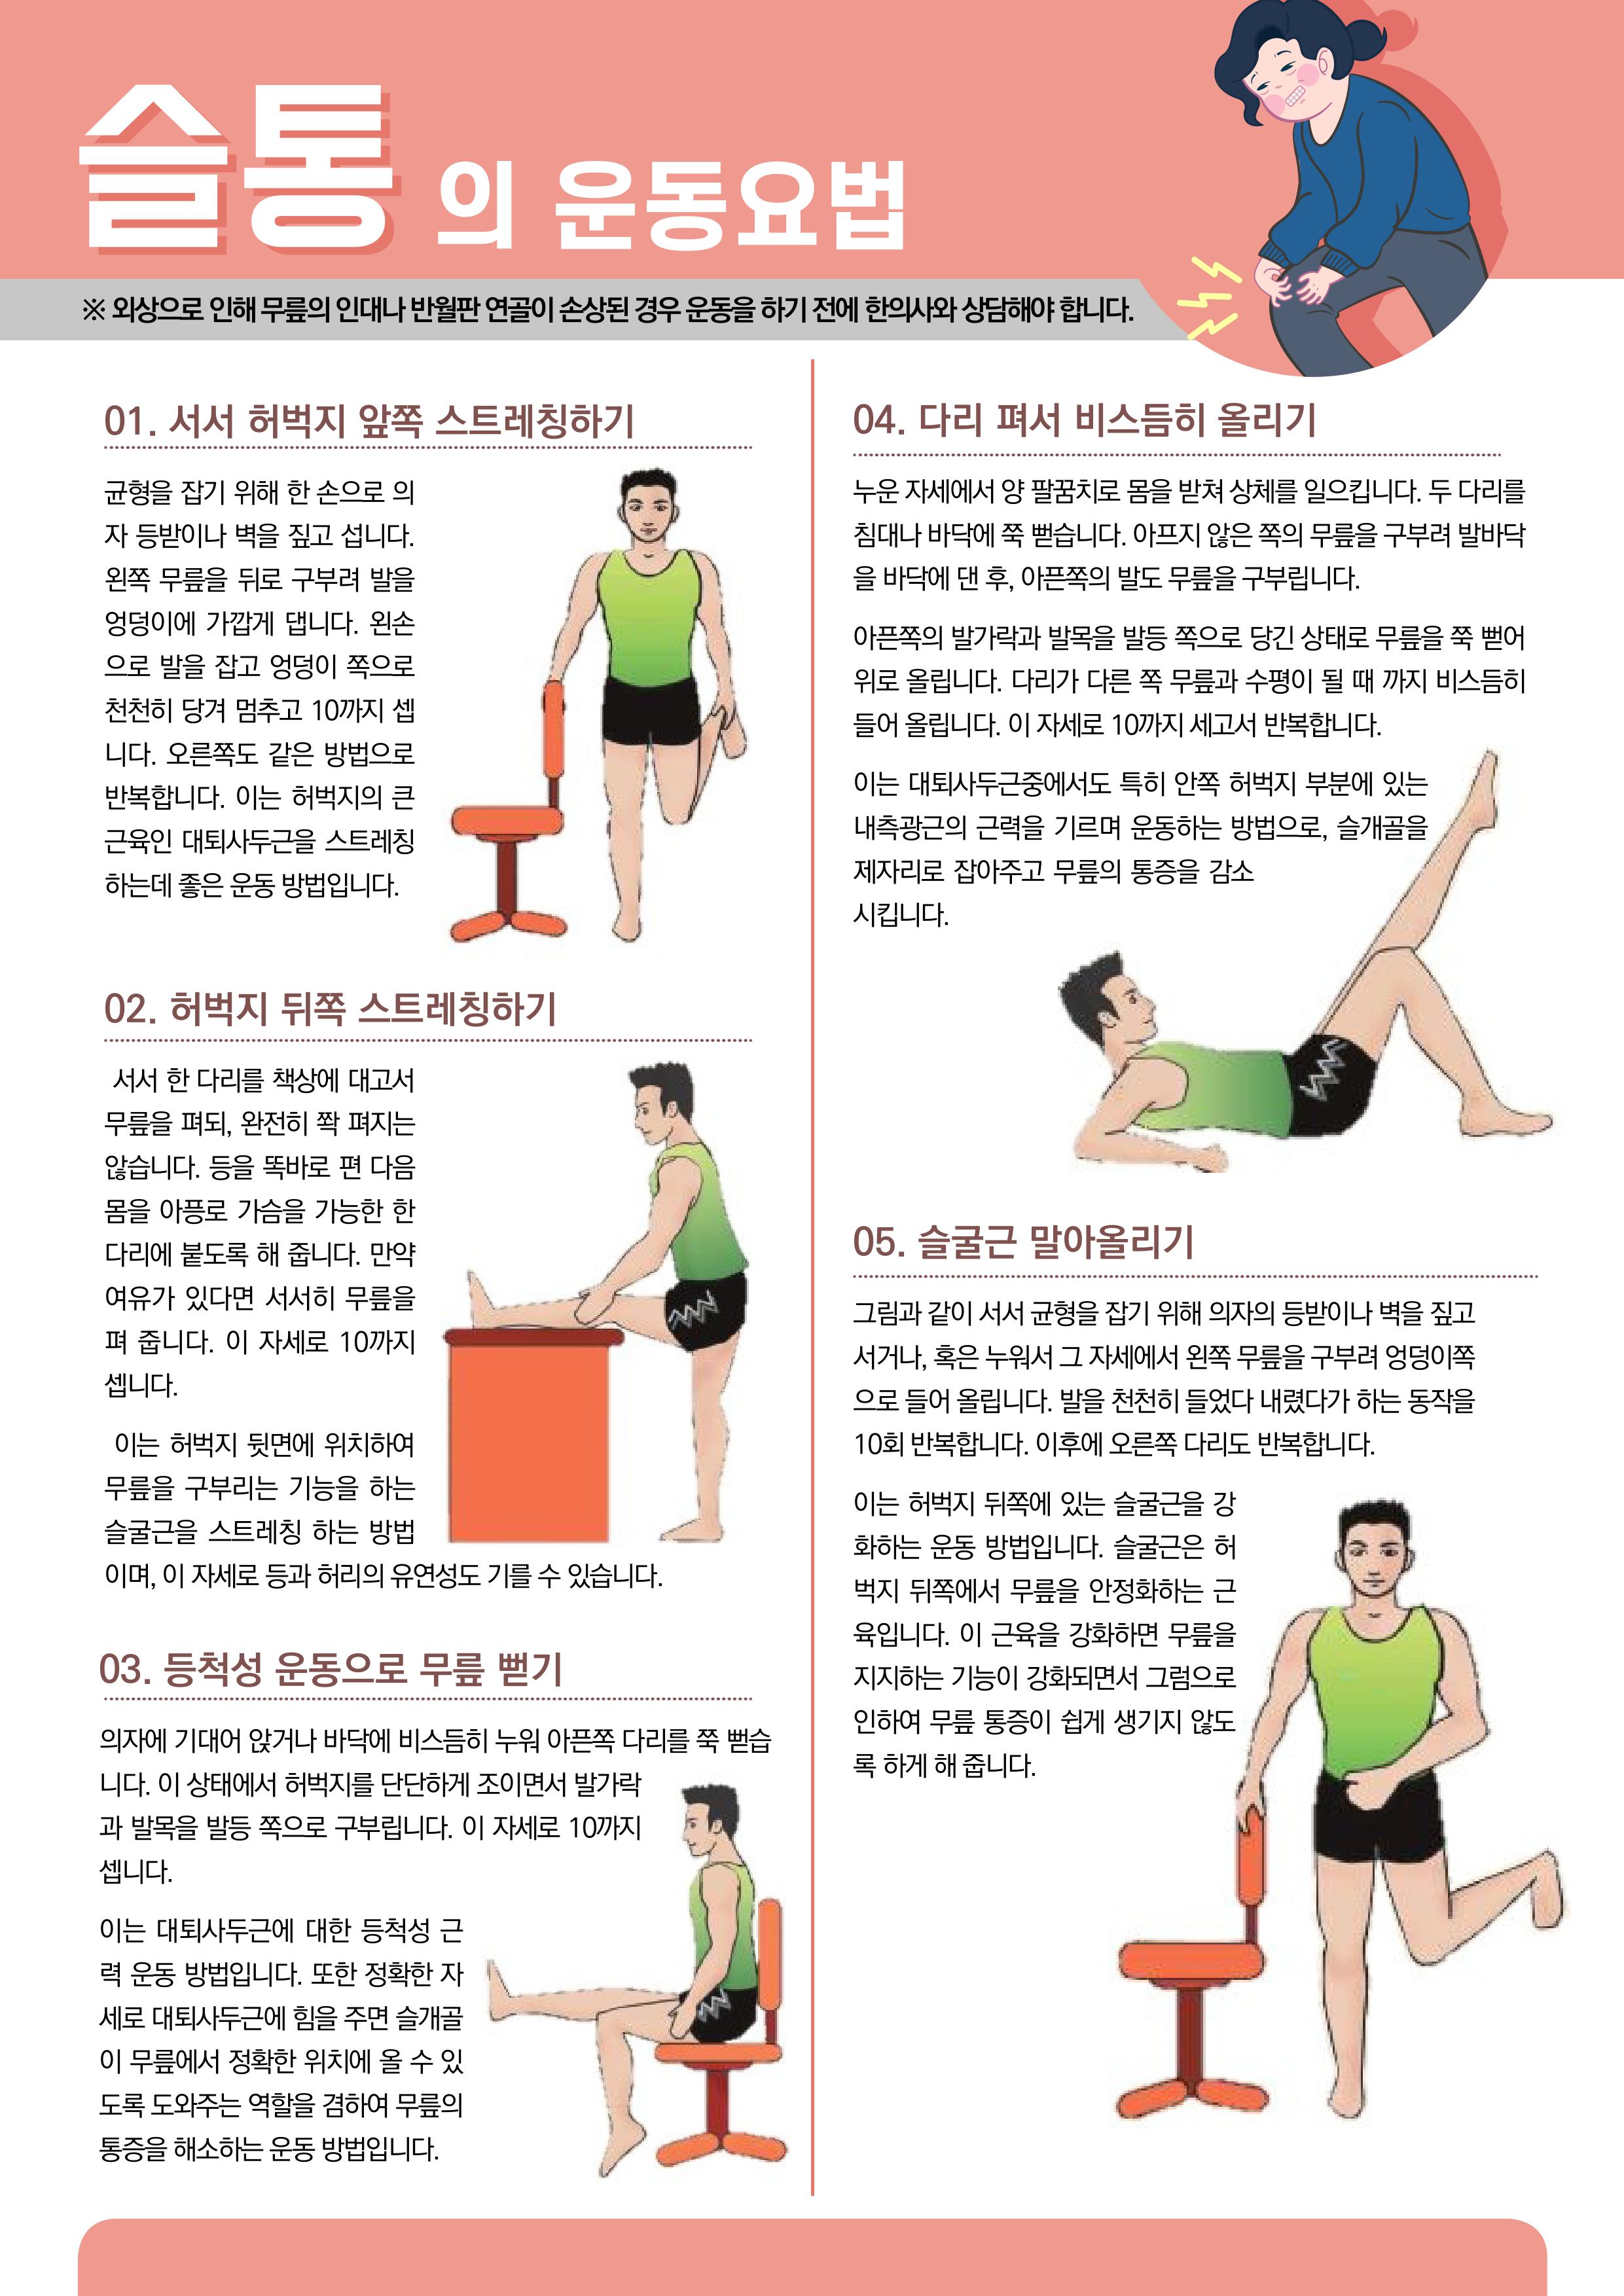 슬통 의 운동요법
※ 외상으로 인해 무릎의 인대나 반월판 연골이 손상된 경우 운동을 하기 전에 한의사와 상담해야 합니다.
01. 서서 허벅지 앞쪽 스트레칭하기
균형을 잡기 위해 한 손으로 의
자 등받이나 벽을 짚고 섭니다.
왼쪽 무릎을 뒤로 구부려 발을
엉덩이에 가깝게 댑니다. 왼손
으로 발을 잡고 엉덩이 쪽으로
천천히 당겨 멈추고 10까지 셉
니다. 오른쪽도 같은 방법으로
반복합니다. 이는 허벅지의 큰
근육인 대퇴사두근을 스트레칭
하는데 좋은 운동 방법입니다.
02. 허벅지 뒤쪽 스트레칭하기
서서 한 다리를 책상에 대고서
무릎을 펴되, 완전히 쫙 펴지는
않습니다. 등을 똑바로 편 다음
몸을 아픙로 가슴을 가능한 한
다리에 붙도록 해 줍니다. 만약
여유가 있다면 서서히 무릎을
펴 줍니다. 이 자세로 10까지
셉니다.
이는 허벅지 뒷면에 위치하여
무릎을 구부리는 기능을 하는
슬굴근을 스트레칭 하는 방법
이며, 이 자세로 등과 허리의 유연성도 기를 수 있습니다.
03. 등척성 운동으로 무릎 뻗기
의자에 기대어 앉거나 바닥에 비스듬히 누워 아픈쪽 다리를 쭉 뻗습
니다. 이 상태에서 허벅지를 단단하게 조이면서 발가락
과 발목을 발등 쪽으로 구부립니다. 이 자세로 10까지
셉니다.
이는 대퇴사두근에 대한 등척성 근
력 운동 방법입니다. 또한 정확한 자
세로 대퇴사두근에 힘을 주면 슬개골
이 무릎에서 정확한 위치에 올 수 있
도록 도와주는 역할을 겸하여 무릎의
통증을 해소하는 운동 방법입니다.
04. 다리 펴서 비스듬히 올리기
누운 자세에서 양 팔꿈치로 몸을 받쳐 상체를 일으킵니다. 두 다리를
침대나 바닥에 쭉 뻗습니다. 아프지 않은 쪽의 무릎을 구부려 발바닥
을 바닥에 댄 후, 아픈쪽의 발도 무릎을 구부립니다.
아픈쪽의 발가락과 발목을 발등 쪽으로 당긴 상태로 무릎을 쭉 뻗어
위로 올립니다. 다리가 다른 쪽 무릎과 수평이 될 때 까지 비스듬히
들어 올립니다. 이 자세로 10까지 세고서 반복합니다.
이는 대퇴사두근중에서도 특히 안쪽 허벅지 부분에 있는
내측광근의 근력을 기르며 운동하는 방법으로, 슬개골을
제자리로 잡아주고 무릎의 통증을 감소
시킵니다.
05. 슬굴근 말아올리기
그림과 같이 서서 균형을 잡기 위해 의자의 등받이나 벽을 짚고
서거나, 혹은 누워서 그 자세에서 왼쪽 무릎을 구부려 엉덩이쪽
으로 들어 올립니다. 발을 천천히 들었다 내렸다가 하는 동작을
10회 반복합니다. 이후에 오른쪽 다리도 반복합니다.
이는 허벅지 뒤쪽에 있는 슬굴근을 강
화하는 운동 방법입니다. 슬굴근은 허
벅지 뒤쪽에서 무릎을 안정화하는 근
육입니다. 이 근육을 강화하면 무릎을
지지하는 기능이 강화되면서 그럼으로
인하여 무릎 통증이 쉽게 생기지 않도
록 하게 해 줍니다.